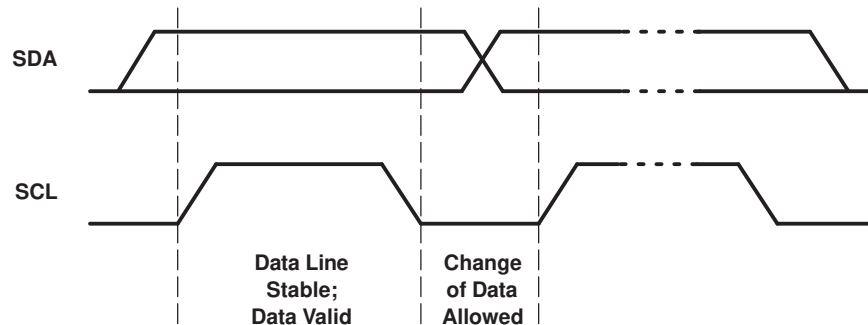 SDA
SCL
Data Line
Stable;
Data Valid
Change
of Data
Allowed